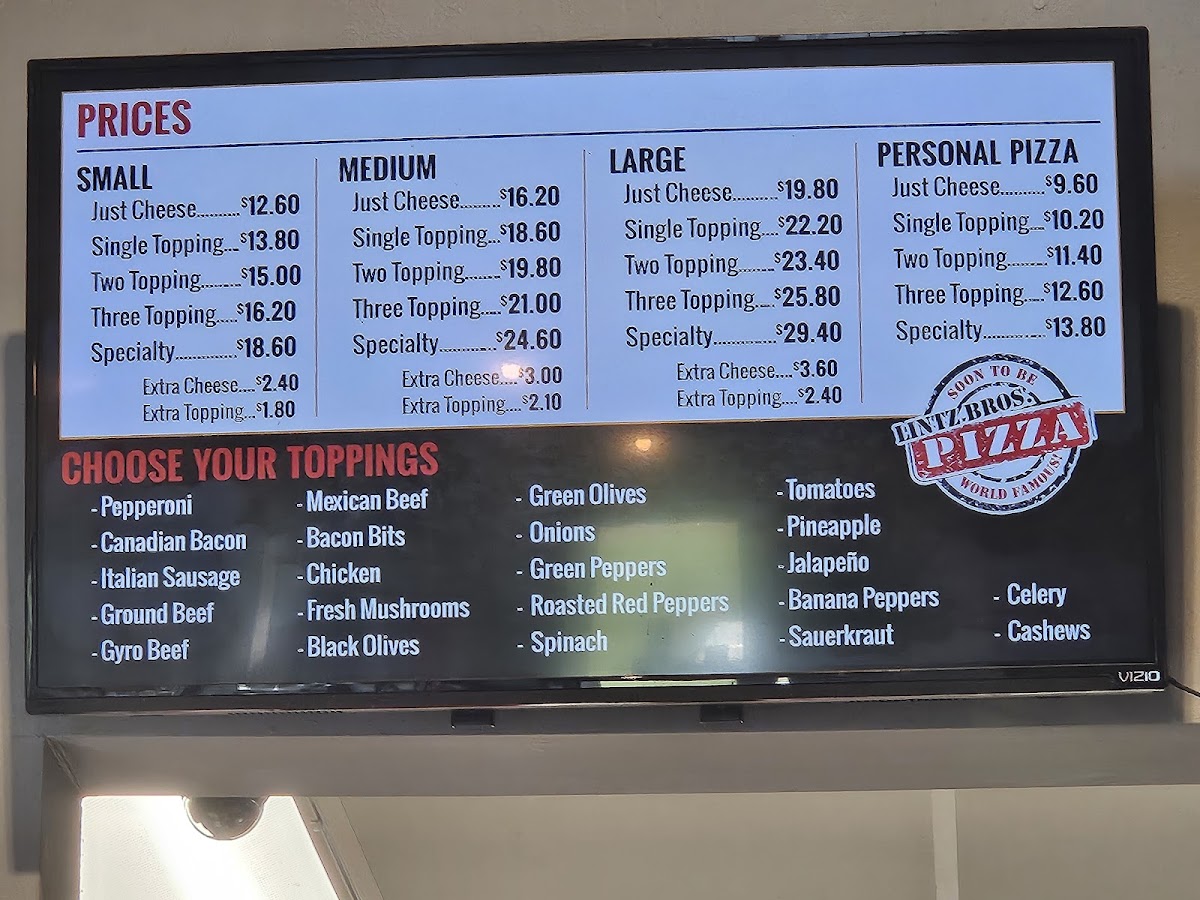 PRICES
SMALL
Just Cheese..........$12.60
Single Topping...$13.80
Two Topping.........$15.00
Three Topping.....$16.20
Specialty..............$18.60
Extra Cheese....$2.40
Extra Topping...$1.80
MEDIUM
Just Cheese.........$16.20
Single Topping...$18.60
Two Topping........$19.80
Three Topping.....$21.00
Specialty.............$24.60
Extra Cheese....$3.00
Extra Topping....$2.10
LARGE
Just Cheese..........$19.80
Single Topping....$22.20
Two Topping........$23.40
Three Topping....$25.80
Specialty..............$29.40
Extra Cheese....$3.60
Extra Topping....$2.40
PERSONAL PIZZA
Just Cheese..........$9.60
Single Topping....$10.20
Two Topping.........$11.40
Three Topping.....$12.60
Specialty..............$13.80
SOON TO BE
LINTZ BROS.
PIZZA
WORLD FAMOUS!
CHOOSE YOUR TOPPINGS
- Pepperoni
- Canadian Bacon
- Italian Sausage
- Ground Beef
- Gyro Beef
- Mexican Beef
- Bacon Bits
- Chicken
- Fresh Mushrooms
- Black Olives
- Green Olives
- Onions
- Green Peppers
- Roasted Red Peppers
- Spinach
- Tomatoes
- Pineapple
- Jalapeño
- Banana Peppers
- Sauerkraut
- Celery
- Cashews
VIZIO